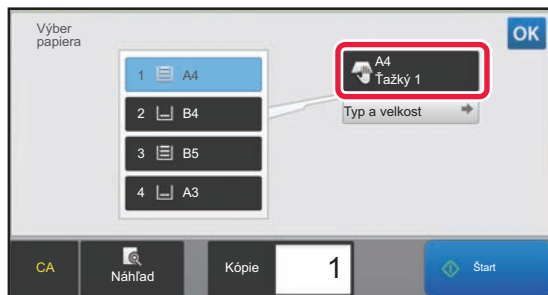 Výber
papiera
OK
1 A4
2 B4
3 B5
4 A3
A4
Ťažký 1
Typ a velkost
CA
Náhľad
Kópie
1
Štart